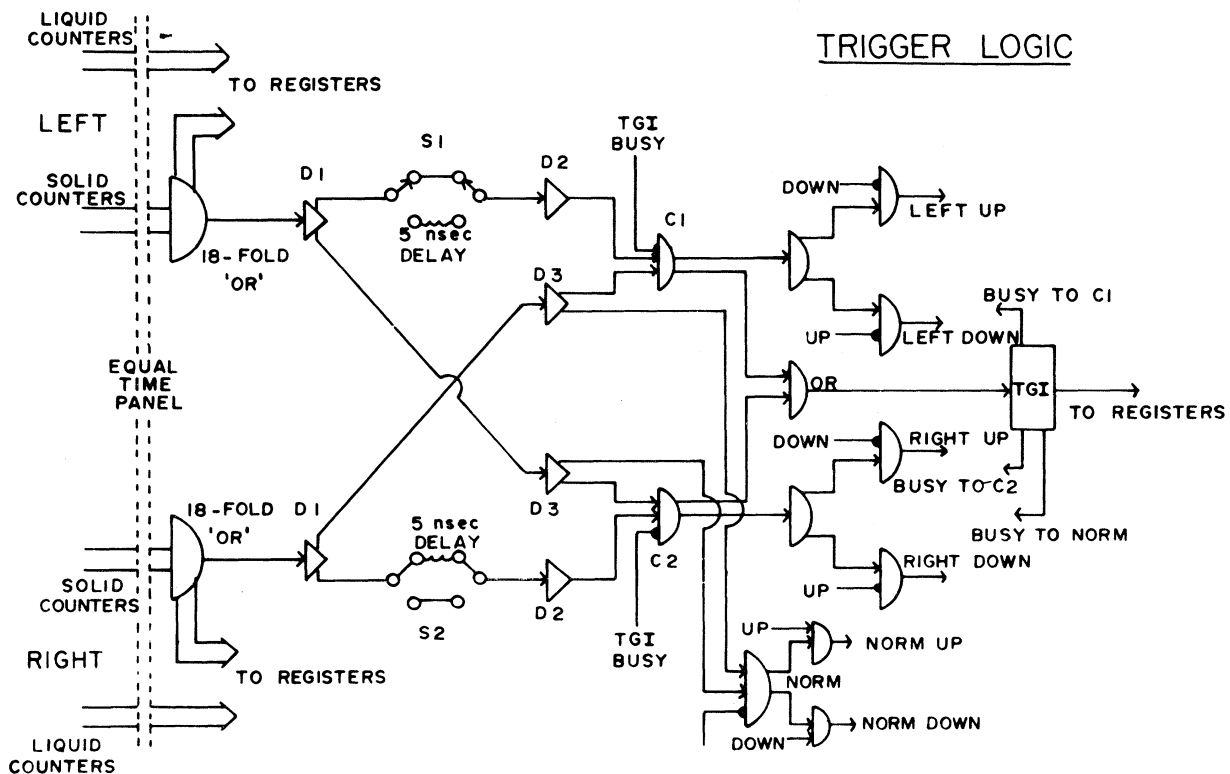 LIQUID
COUNTERS
TRIGGER LOGIC
TO REGISTERS
LEFT
TGI
BUSY
S1
D1
D2
SOLID
COUNTERS
DOWN
LEFT UP
C1
5 nsec
DELAY
18-FOLD
'OR'
D3
BUSY TO C1
UP
LEFT DOWN
EQUAL
TIME
PANEL
OR
TGI
TO REGISTERS
DOWN
RIGHT UP
BUSY TO C2
18-FOLD
'OR'
D1
D3
5 nsec
DELAY
BUSY TO NORM
C2
RIGHT DOWN
SOLID
COUNTERS
UP
D2
S2
TGI
BUSY
UP
NORM UP
RIGHT
TO REGISTERS
NORM
NORM DOWN
DOWN
LIQUID
COUNTERS